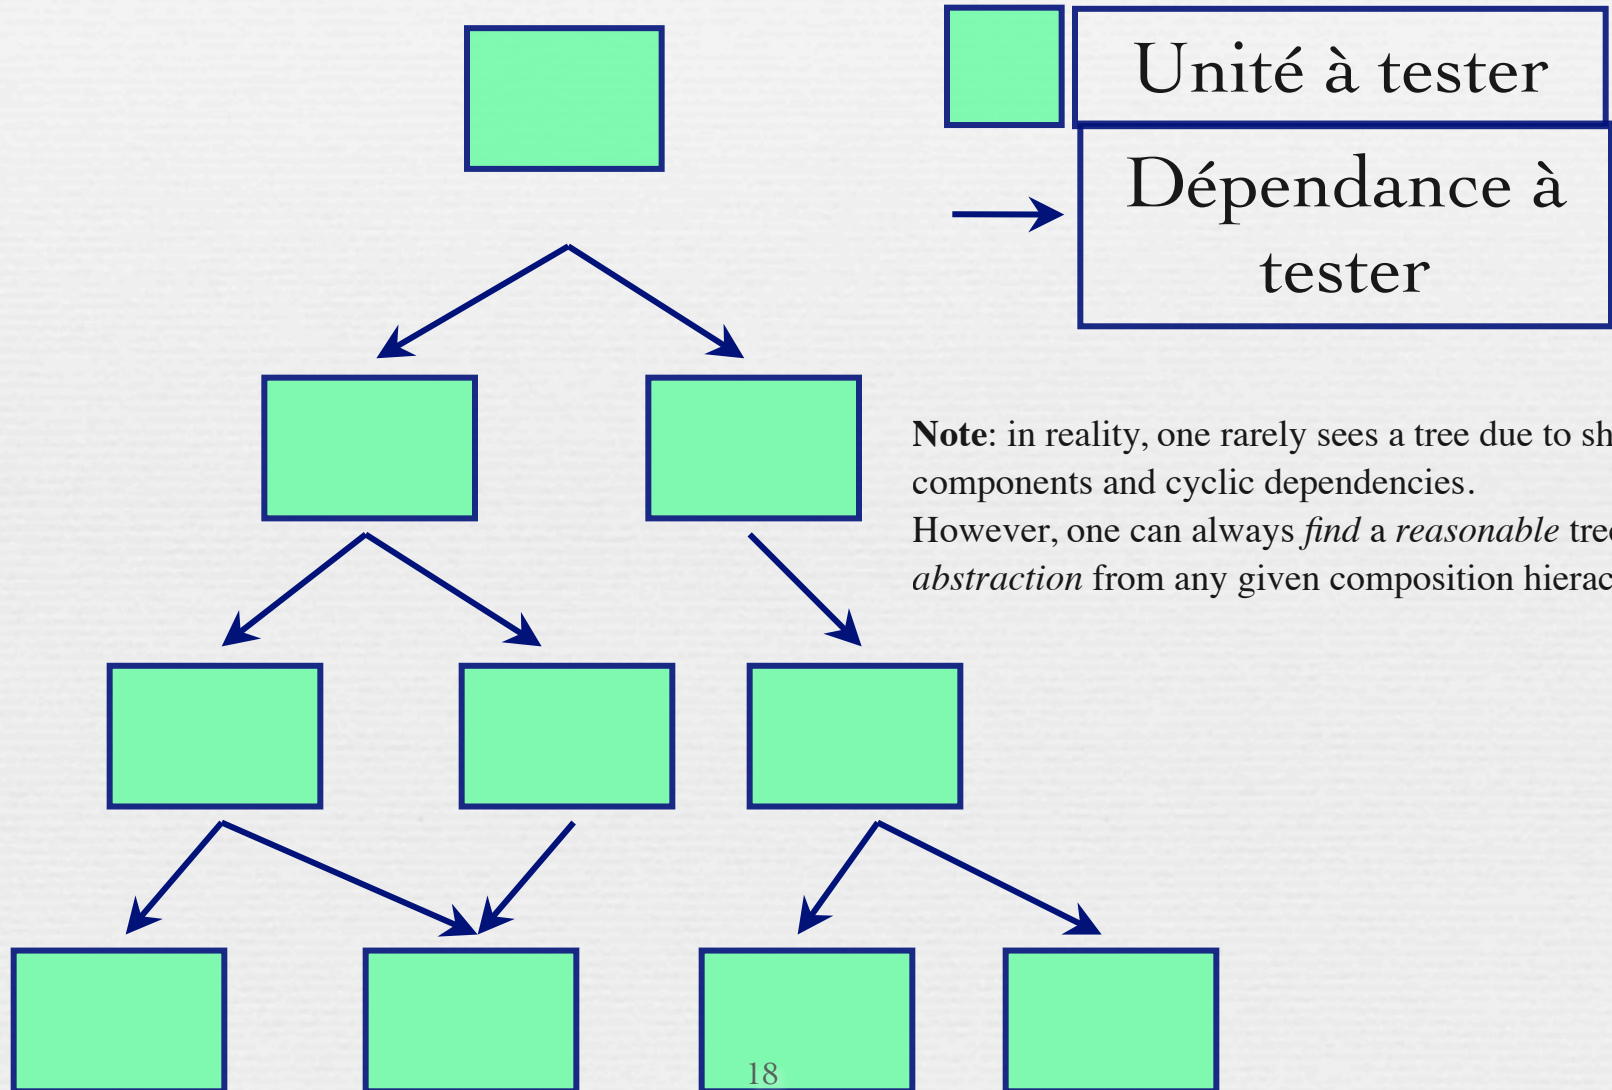 Unité à tester
Dépendance à
tester
Note: in reality, one rarely sees a tree due to sh
components and cyclic dependencies.
However, one can always find a reasonable tree
abstraction from any given composition hierac
18